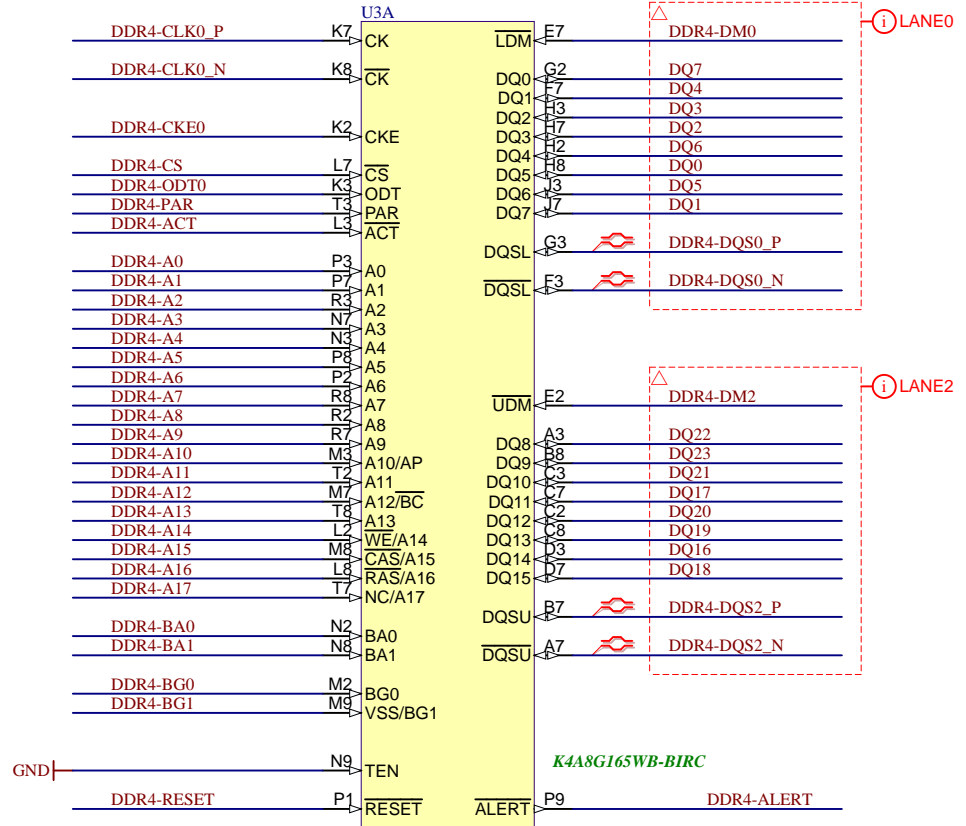 U3A
DDR4-CLK0_P K7 CK
DDR4-CLK0_N K8 CK
DDR4-CKE0 K2 CKE
DDR4-CS L7 CS
DDR4-ODT0 K3 ODT
DDR4-PAR T3 PAR
DDR4-ACT L3 ACT
DDR4-A0 P3 A0
DDR4-A1 P7 A1
DDR4-A2 R3 A2
DDR4-A3 N7 A3
DDR4-A4 N3 A4
DDR4-A5 P8 A5
DDR4-A6 P2 A6
DDR4-A7 R8 A7
DDR4-A8 R2 A8
DDR4-A9 R7 A9
DDR4-A10 M3 A10/AP
DDR4-A11 T2 A11
DDR4-A12 M7 A12/BC
DDR4-A13 T8 A13
DDR4-A14 L2 WE/A14
DDR4-A15 M8 CAS/A15
DDR4-A16 L8 RAS/A16
DDR4-A17 T7 NC/A17
DDR4-BA0 N2 BA0
DDR4-BA1 N8 BA1
DDR4-BG0 M2 BG0
DDR4-BG1 M9 VSS/BG1
GND N9 TEN
DDR4-RESET P1 RESET
i LANE0
LDM E7 DDR4-DM0
DQ0 G2 DQ7
DQ1 F7 DQ4
DQ2 H3 DQ3
DQ3 H7 DQ2
DQ4 H2 DQ6
DQ5 H8 DQ0
DQ6 J3 DQ5
DQ7 J7 DQ1
DQSL G3 DDR4-DQS0_P
DQSL F3 DDR4-DQS0_N
i LANE2
UDM E2 DDR4-DM2
DQ8 A3 DQ22
DQ9 B8 DQ23
DQ10 C3 DQ21
DQ11 C7 DQ17
DQ12 C2 DQ20
DQ13 C8 DQ19
DQ14 D3 DQ16
DQ15 D7 DQ18
DQSU B7 DDR4-DQS2_P
DQSU A7 DDR4-DQS2_N
K4A8G165WB-BIRC
ALERT P9 DDR4-ALERT